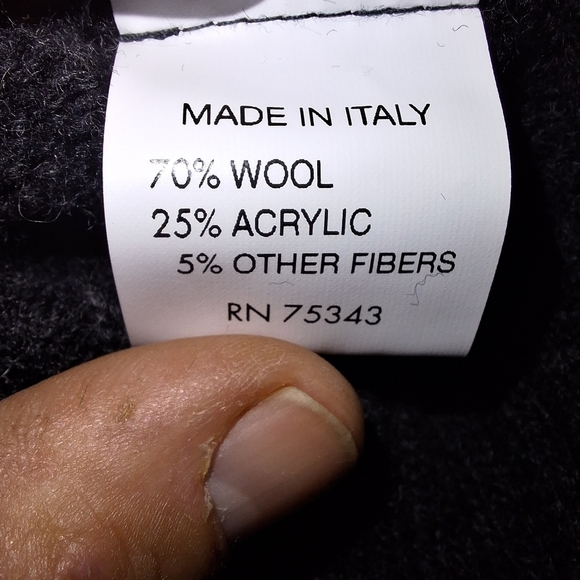 MADE IN ITALY
70% WOOL
25% ACRYLIC
5% OTHER FIBERS
RN 75343